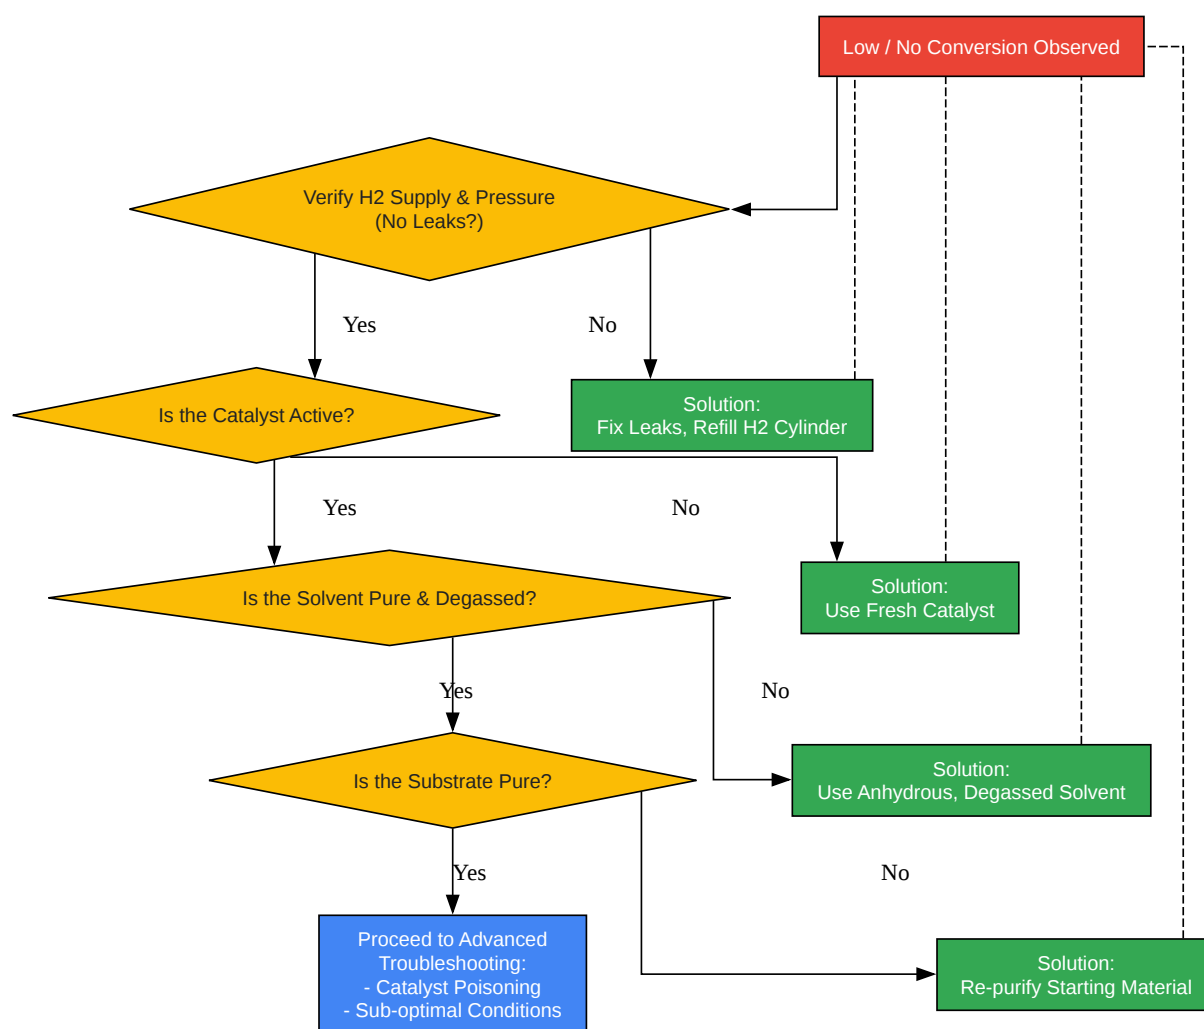 Low / No Conversion Observed
Verify H2 Supply & Pressure
(No Leaks?)
Yes
No
Is the Catalyst Active?
Solution:
Fix Leaks, Refill H2 Cylinder
Yes
No
Is the Solvent Pure & Degassed?
Solution:
Use Fresh Catalyst
Yes
No
Is the Substrate Pure?
Solution:
Use Anhydrous, Degassed Solvent
Yes
No
Proceed to Advanced
Troubleshooting:
- Catalyst Poisoning
- Sub-optimal Conditions
Solution:
Re-purify Starting Material